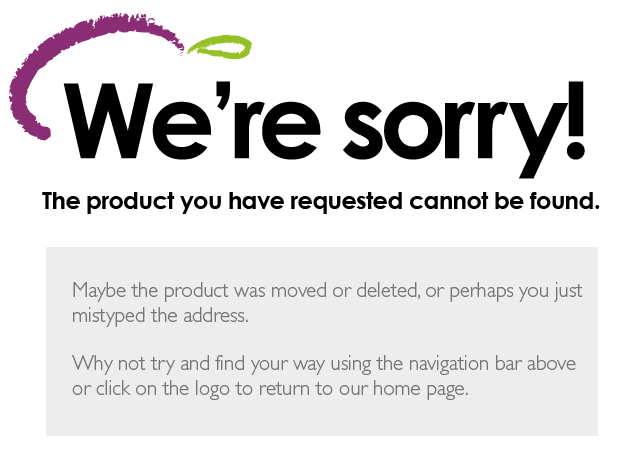 We’re sorry!
The product you have requested cannot be found.
Maybe the product was moved or deleted, or perhaps you just
mistyped the address.
Why not try and find your way using the navigation bar above
or click on the logo to return to our home page.